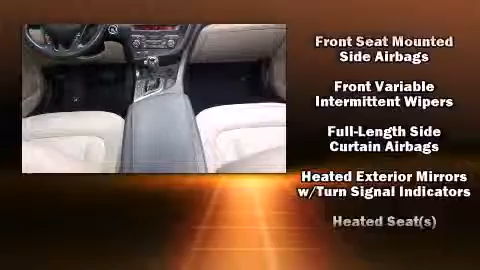 Front Seat Mounted
Side Airbags
Front Variable
Intermittent Wipers
Full-Length Side
Curtain Airbags
Heated Exterior Mirrors
w/Turn Signal Indicators
Heated Seat(s)